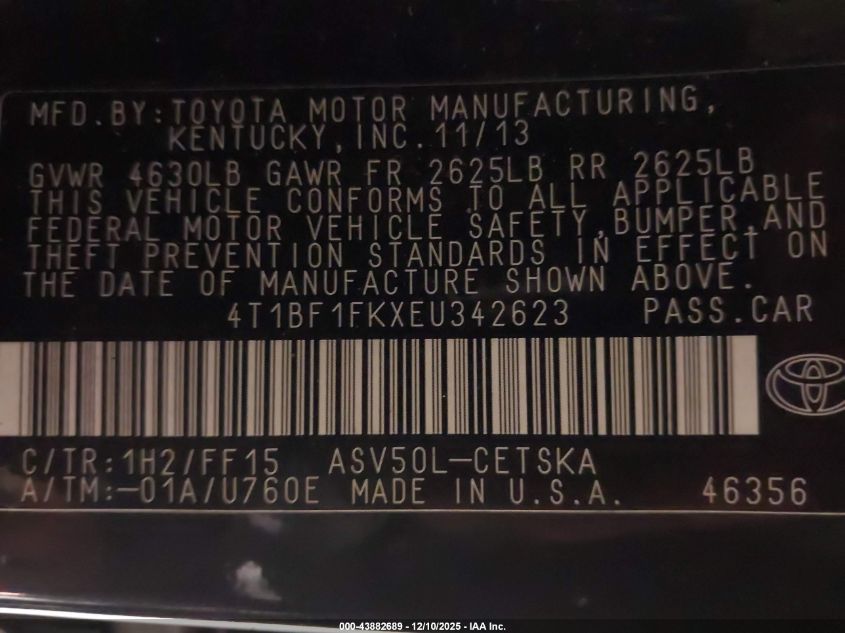 MFD.BY:TOYOTA MOTOR MANUFACTURING,
KENTUCKY,INC.11/13
GVWR 4630LB GAWR FR 2625LB RR 2625LB
THIS VEHICLE CONFORMS TO ALL APPLICABLE
FEDERAL MOTOR VEHICLE SAFETY,BUMPER,AND
THEFT PREVENTION STANDARDS IN EFFECT ON
THE DATE OF MANUFACTURE SHOWN ABOVE.
4T1BF1FKXEU342623 PASS.CAR
C/TR:1H2/FF15 ASV50L-CETSKA
A/TM:-01A/U760E MADE IN U.S.A. 46356
000-43882689 - 12/10/2025 - IAA Inc.